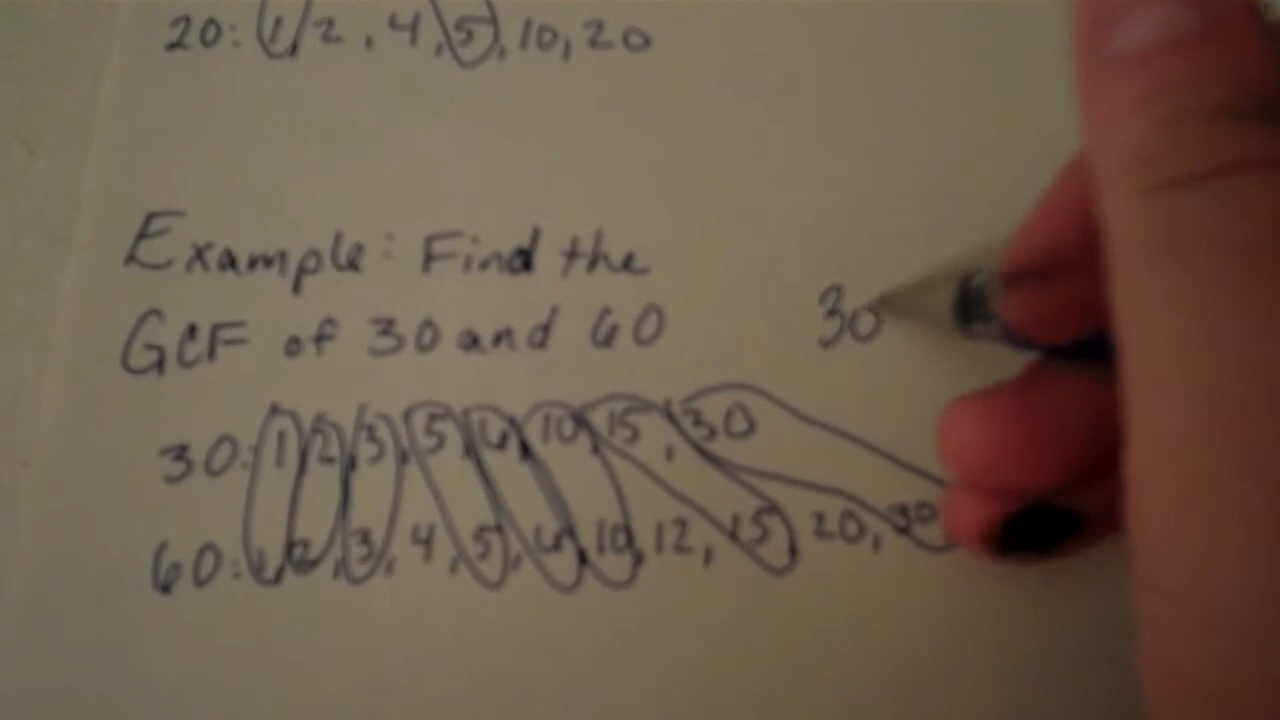 20: 1, 2, 4, 5, 10, 20
Example: Find the
GCF of 30 and 60
30
30: 1, 2, 3, 5, 6, 10, 15, 30
60: 1, 2, 3, 4, 5, 6, 10, 12, 15, 20, 30